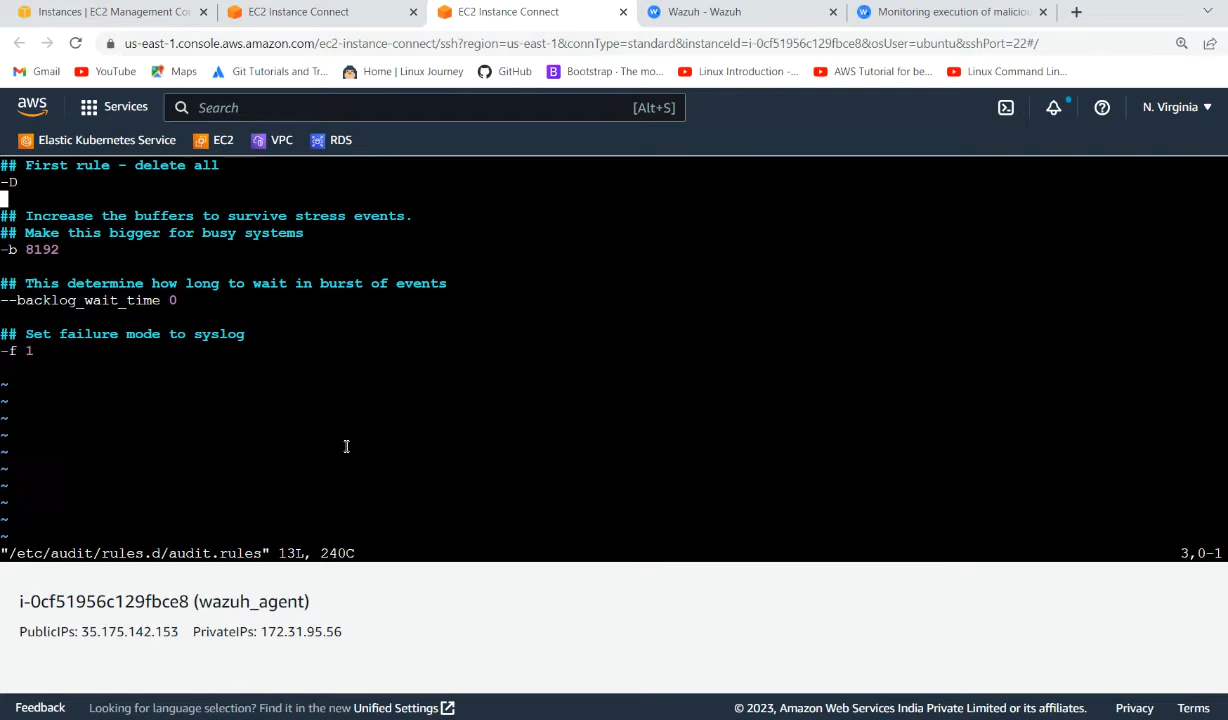 Instances | EC2 Management Co
EC2 Instance Connect
EC2 Instance Connect
Wazuh - Wazuh
Monitoring execution of maliciou
us-east-1.console.aws.amazon.com/ec2-instance-connect/ssh?region=us-east-1&connType=standard&instanceId=i-0cf51956c129fbce8&osUser=ubuntu&sshPort=22#/
Gmail
YouTube
Maps
Git Tutorials and Tr...
Home | Linux Journey
GitHub
Bootstrap · The mo...
Linux Introduction -...
AWS Tutorial for be...
Linux Command Lin...
aws
Services
Search
[Alt+S]
N. Virginia
Elastic Kubernetes Service
EC2
VPC
RDS
## First rule - delete all
-D
## Increase the buffers to survive stress events.
## Make this bigger for busy systems
-b 8192
## This determine how long to wait in burst of events
--backlog_wait_time 0
## Set failure mode to syslog
-f 1
~
~
~
~
~
~
~
~
~
~
"/etc/audit/rules.d/audit.rules" 13L, 240C
3,0-1
i-0cf51956c129fbce8 (wazuh_agent)
PublicIPs: 35.175.142.153 PrivateIPs: 172.31.95.56
Feedback
Looking for language selection? Find it in the new Unified Settings
© 2023, Amazon Web Services India Private Limited or its affiliates.
Privacy
Terms